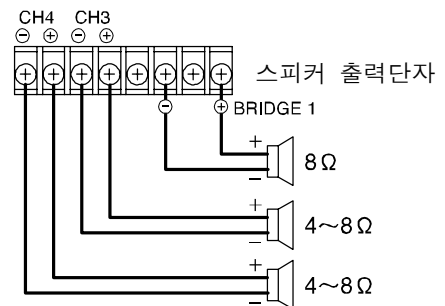 CH4 CH3
⊖ ⊕ ⊖ ⊕
스피커 출력단자
⊖ ⊕ BRIDGE 1
+
− 8Ω
+
− 4~8Ω
+
− 4~8Ω